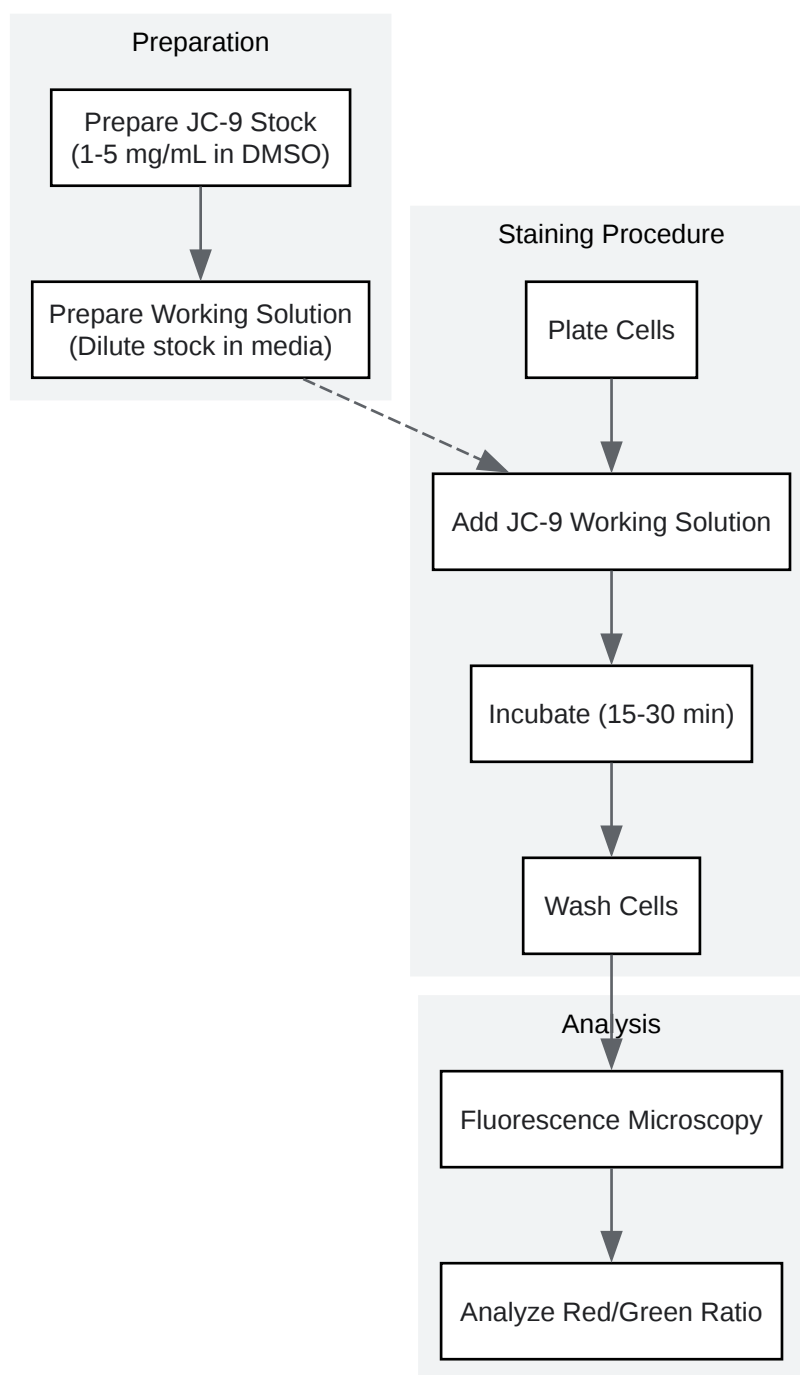 Preparation
Prepare JC-9 Stock
(1-5 mg/mL in DMSO)
Prepare Working Solution
(Dilute stock in media)
Staining Procedure
Plate Cells
Add JC-9 Working Solution
Incubate (15-30 min)
Wash Cells
Analysis
Fluorescence Microscopy
Analyze Red/Green Ratio